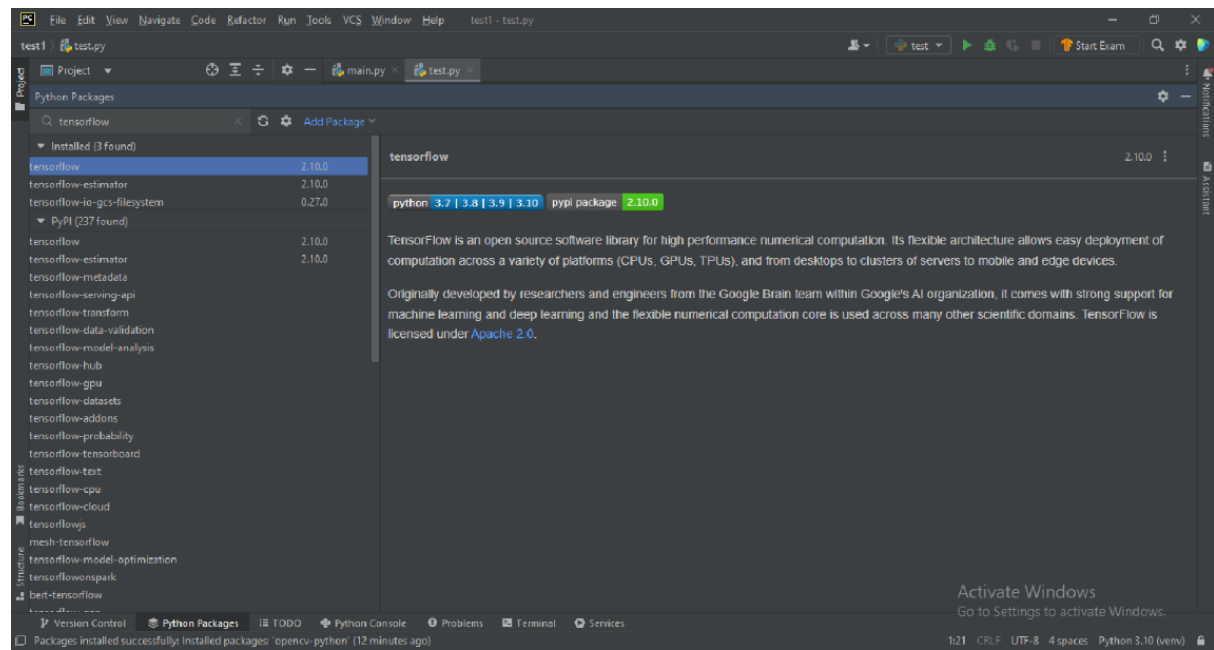 File Edit View Navigate Code Refactor Run Tools VCS Window Help test1 - test.py
test1 test.py test Start Exam
Project main.py test.py
Python Packages
tensorflow Add Package
Installed (3 found)
tensorflow 2.10.0
tensorflow-estimator 2.10.0
tensorflow-io-gcs-filesystem 0.27.0
PyPI (237 found)
tensorflow 2.10.0
tensorflow-estimator 2.10.0
tensorflow-metadata
tensorflow-serving-api
tensorflow-transform
tensorflow-data-validation
tensorflow-model-analysis
tensorflow-hub
tensorflow-gpu
tensorflow-datasets
tensorflow-addons
tensorflow-probability
tensorflow-tensorboard
tensorflow-text
tensorflow-cpu
tensorflow-cloud
tensorflowjs
mesh-tensorflow
tensorflow-model-optimization
tensorflowonspark
bert-tensorflow
tensorflow 2.10.0
python 3.7 | 3.8 | 3.9 | 3.10 pypi package 2.10.0
TensorFlow is an open source software library for high performance numerical computation. Its flexible architecture allows easy deployment of
computation across a variety of platforms (CPUs, GPUs, TPUs), and from desktops to clusters of servers to mobile and edge devices.
Originally developed by researchers and engineers from the Google Brain team within Google's AI organization, it comes with strong support for
machine learning and deep learning and the flexible numerical computation core is used across many other scientific domains. TensorFlow is
licensed under Apache 2.0.
Project
Bookmarks
Structure
Notifications
Assistant
Activate Windows
Go to Settings to activate Windows.
Version Control Python Packages TODO Python Console Problems Terminal Services
Packages installed successfully: Installed packages: 'opencv-python' (12 minutes ago) 1:21 CRLF UTF-8 4 spaces Python 3.10 (venv)